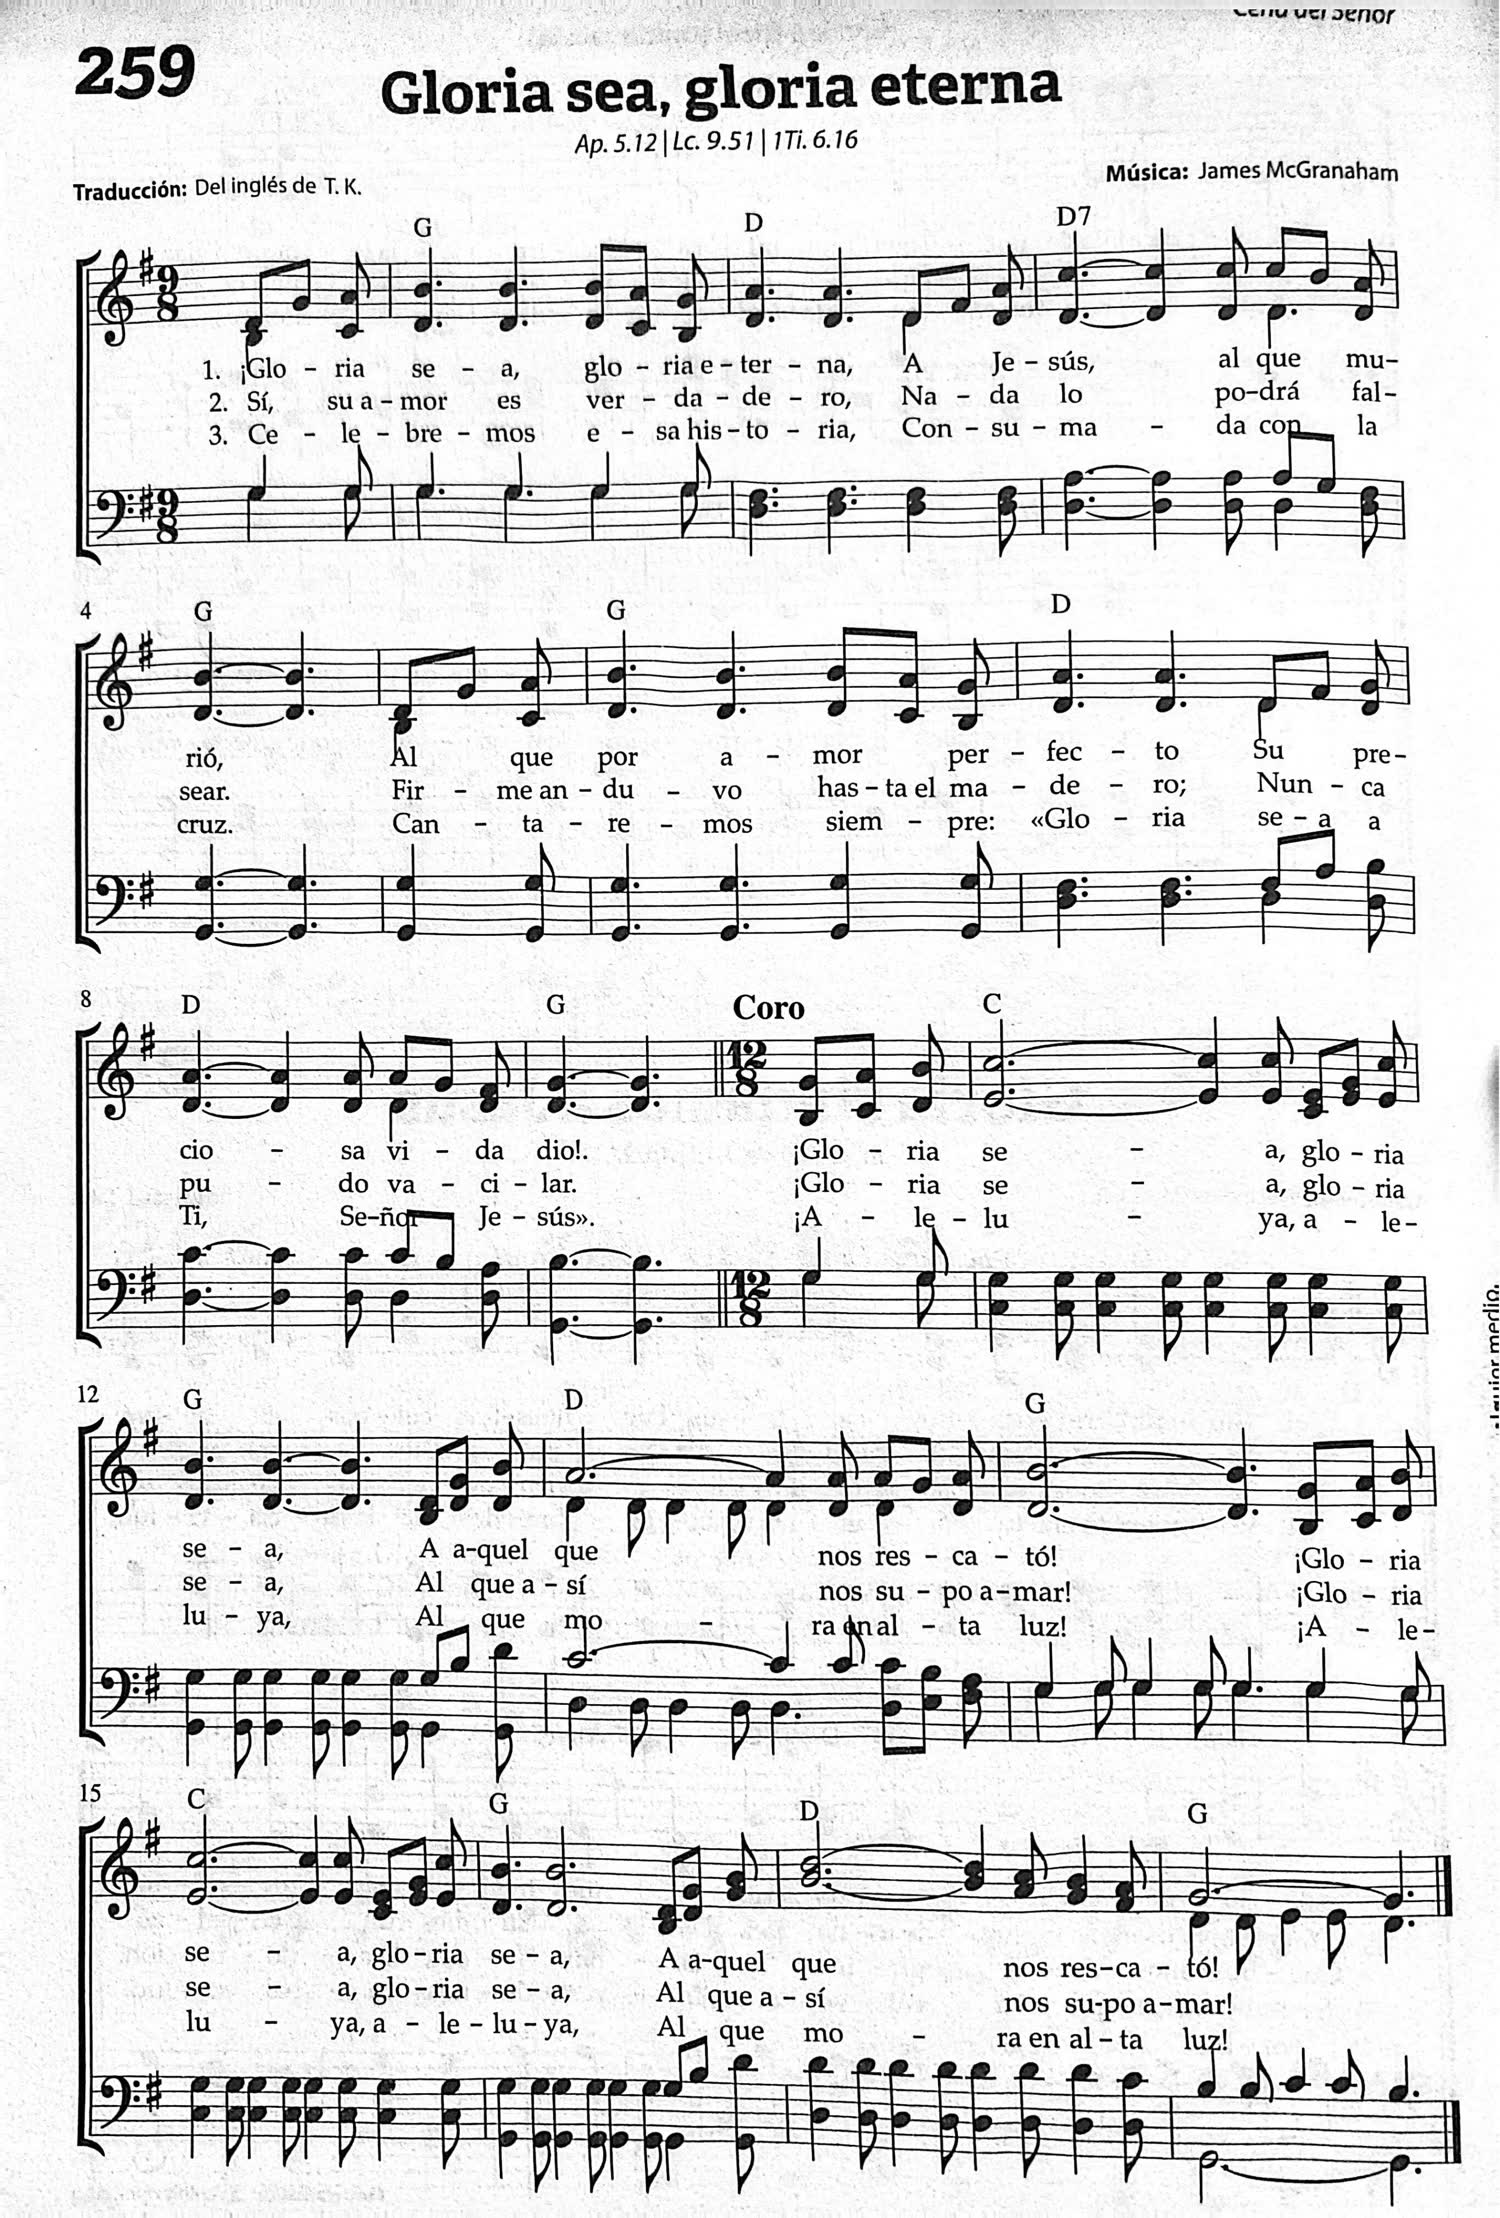 Cena del Señor
259
Gloria sea, gloria eterna
Ap. 5.12 | Lc. 9.51 | 1Ti. 6.16
Traducción: Del inglés de T. K.
Música: James McGranaham
G D D7
9 8
1. ¡Glo – ria se – a, glo – ria e – ter – na, A Je – sús, al que mu–
2. Sí, su a – mor es ver – da – de – ro, Na – da lo po–drá fal–
3. Ce – le – bre – mos e – sa his – to – ria, Con – su – ma – da con la
9 8
4 G G D
rió, Al que por a – mor per – fec – to Su pre–
sear. Fir – me an – du – vo has – ta el ma – de – ro; Nun – ca
cruz. Can – ta – re – mos siem – pre: «Glo – ria se – a a
8 D G Coro C
12 8
cio – sa vi – da dio!. ¡Glo – ria se – a, glo – ria
pu – do va – ci – lar. ¡Glo – ria se – a, glo – ria
Ti, Se–ñor Je – sús». ¡A – le – lu – ya, a – le–
12 8
12 G D G
se – a, A a-quel que nos res – ca – tó! ¡Glo – ria
se – a, Al que a – sí nos su – po a–mar! ¡Glo – ria
lu – ya, Al que mo – ra en al – ta luz! ¡A – le–
15 C G D G
se – a, glo–ria se – a, A a-quel que nos res–ca – tó!
se – a, glo–ria se – a, Al que a – sí nos su-po a–mar!
lu – ya, a – le – lu – ya, Al que mo – ra en al – ta luz!
medio.